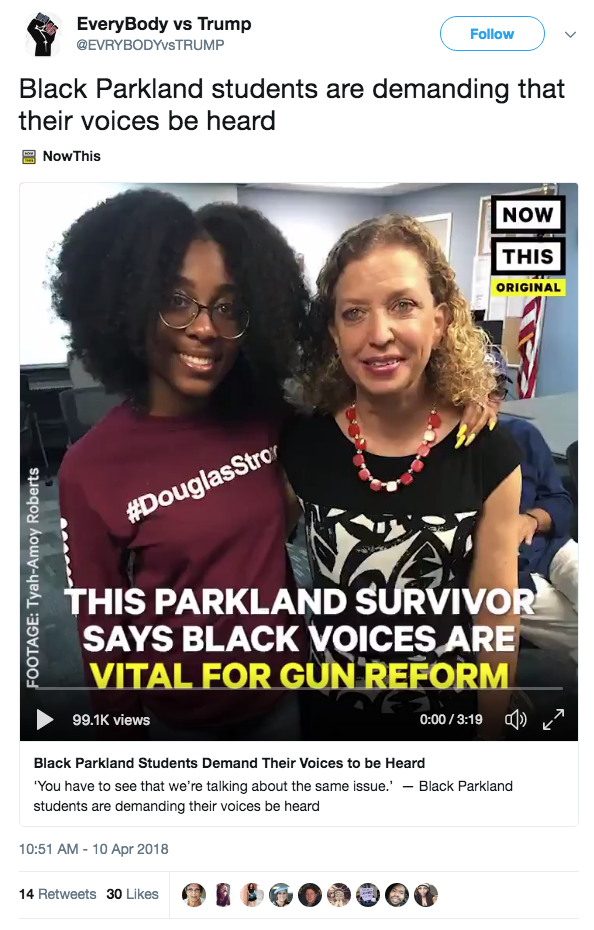 EveryBody vs Trump
@EVRYBODYvsTRUMP
Follow
Black Parkland students are demanding that
their voices be heard
NowThis
NOW
THIS
ORIGINAL
#DouglasStron
FOOTAGE: Tyah-Amoy Roberts
THIS PARKLAND SURVIVOR
SAYS BLACK VOICES ARE
VITAL FOR GUN REFORM
99.1K views
0:00 / 3:19
Black Parkland Students Demand Their Voices to be Heard
‘You have to see that we’re talking about the same issue.’ — Black Parkland
students are demanding their voices be heard
10:51 AM - 10 Apr 2018
14 Retweets 30 Likes